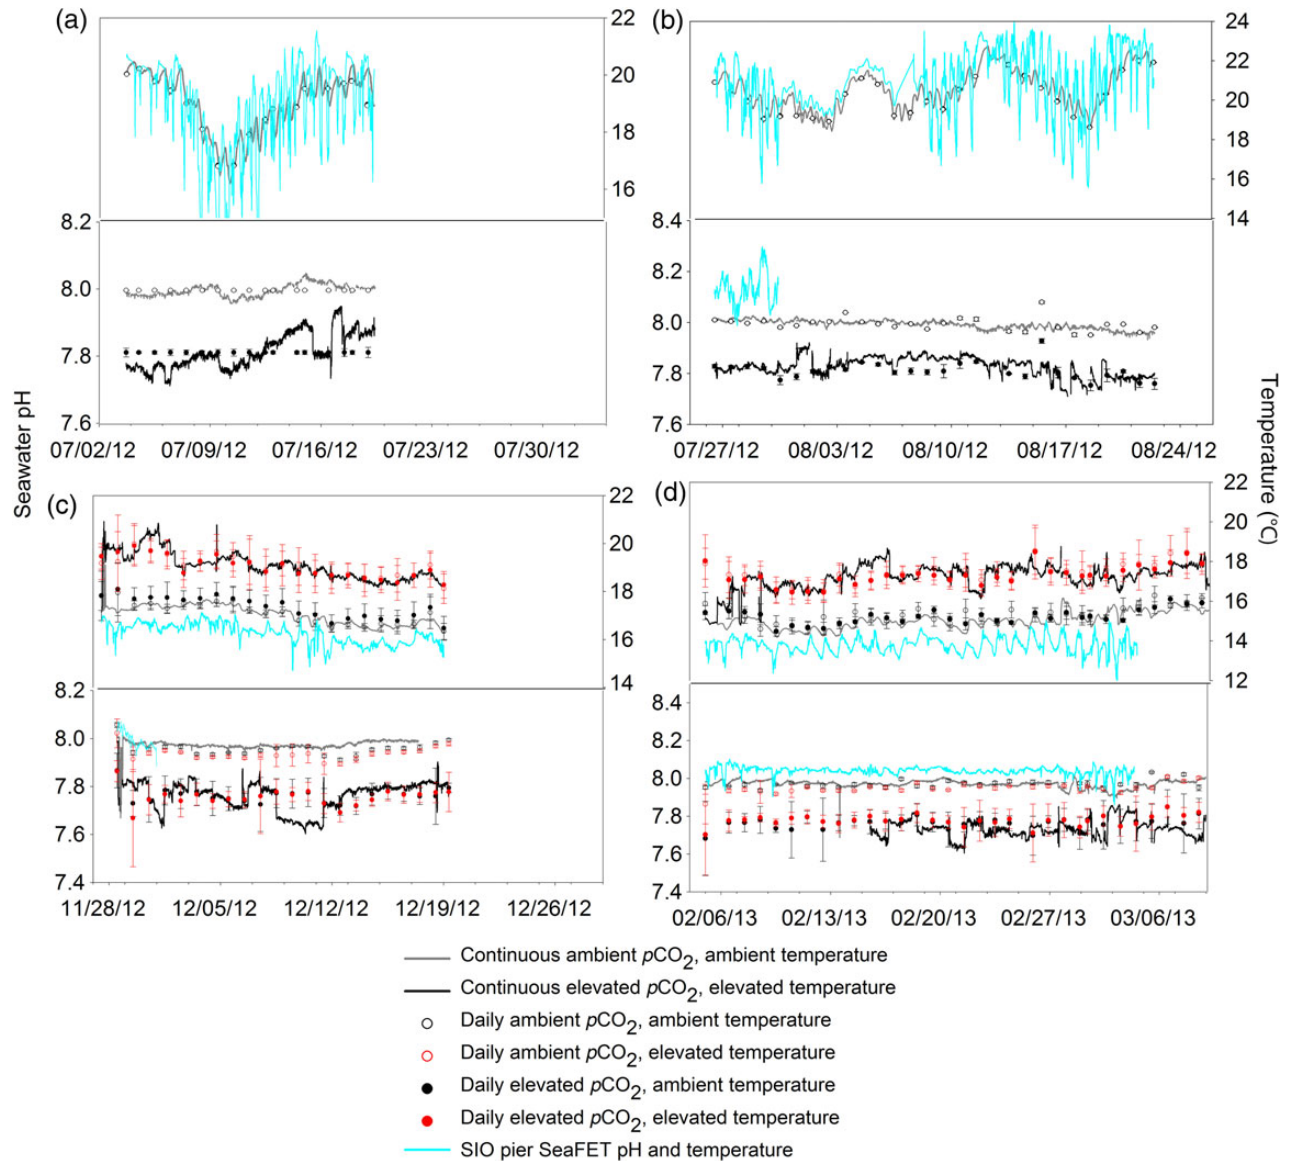 (a)
22
20
18
16
8.2
8.0
7.8
7.6
07/02/12 07/09/12 07/16/12 07/23/12 07/30/12
(b)
24
22
20
18
16
14
8.4
8.2
8.0
7.8
7.6
07/27/12 08/03/12 08/10/12 08/17/12 08/24/12
Seawater pH
Temperature (°C)
(c)
22
20
18
16
14
8.2
8.0
7.8
7.6
7.4
11/28/12 12/05/12 12/12/12 12/19/12 12/26/12
(d)
22
20
18
16
14
12
8.4
8.2
8.0
7.8
7.6
7.4
02/06/13 02/13/13 02/20/13 02/27/13 03/06/13
Continuous ambient pCO2, ambient temperature
Continuous elevated pCO2, elevated temperature
Daily ambient pCO2, ambient temperature
Daily ambient pCO2, elevated temperature
Daily elevated pCO2, ambient temperature
Daily elevated pCO2, elevated temperature
SIO pier SeaFET pH and temperature